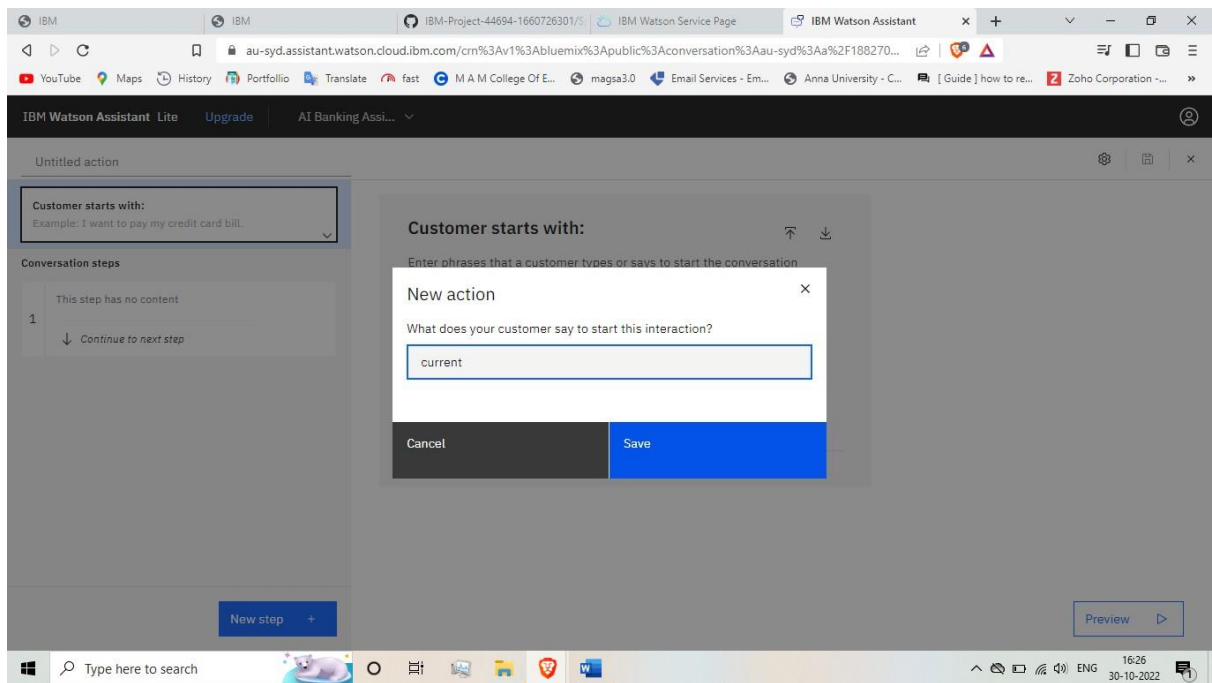 IBM
IBM
IBM-Project-44694-1660726301/S
IBM Watson Service Page
IBM Watson Assistant
au-syd.assistant.watson.cloud.ibm.com/crn%3Av1%3Abluemix%3Apublic%3Aconversation%3Aau-syd%3Aa%2F188270...
YouTube Maps History Portfollio Translate fast M A M College Of E... magsa3.0 Email Services - Em... Anna University - C... [ Guide ] how to re... Zoho Corporation -... »
IBM Watson Assistant Lite Upgrade AI Banking Assi...
Untitled action
Customer starts with:
Example: I want to pay my credit card bill.
Conversation steps
This step has no content
1
Continue to next step
New step +
Customer starts with:
Enter phrases that a customer types or says to start the conversation
New action
What does your customer say to start this interaction?
current
Cancel
Save
Preview
Type here to search
ENG
16:26
30-10-2022
1